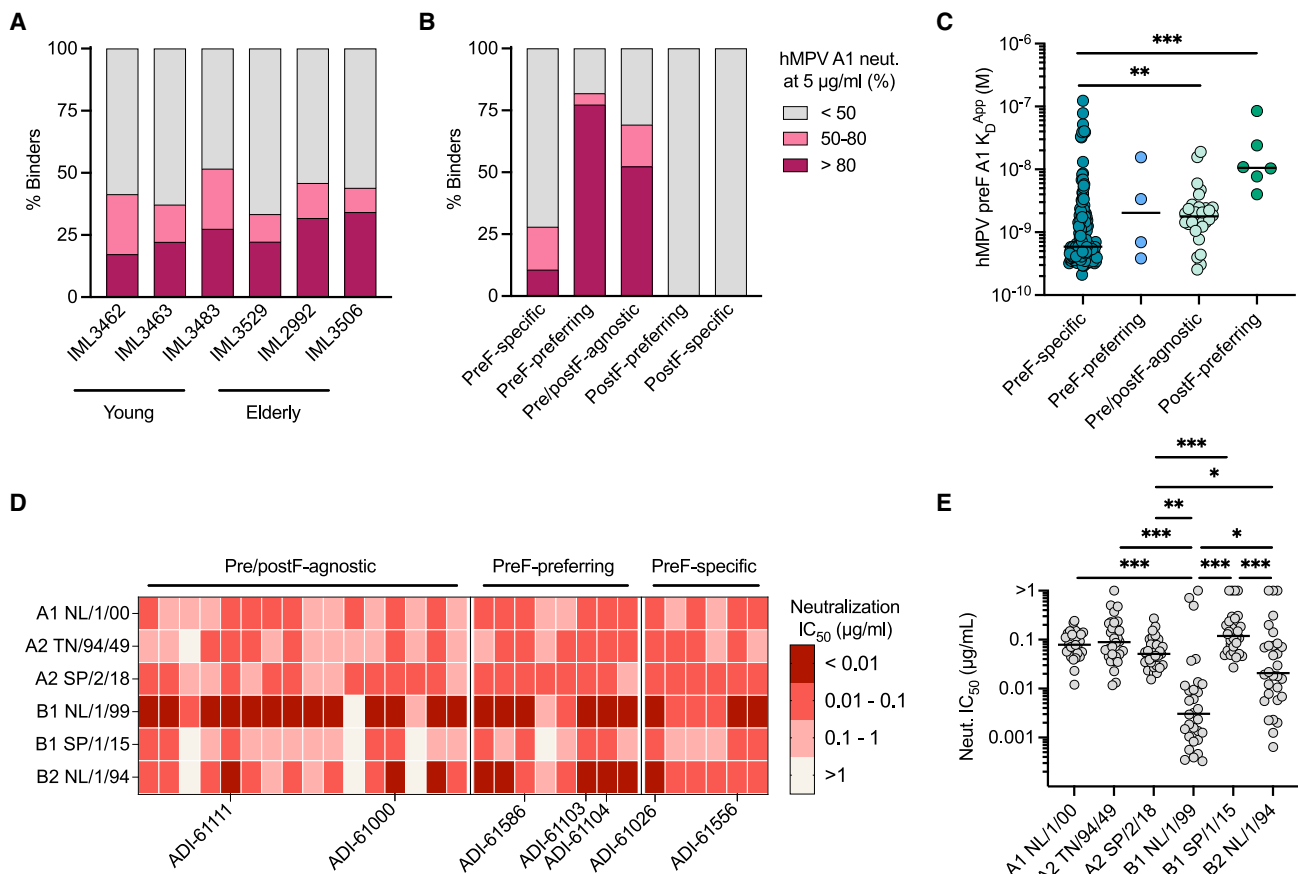 A
100
75
50
25
0
% Binders
IML3462
IML3463
IML3483
IML3529
IML2992
IML3506
Young
Elderly
B
100
75
50
25
0
% Binders
PreF-specific
PreF-preferring
Pre/postF-agnostic
PostF-preferring
PostF-specific
hMPV A1 neut.
at 5 µg/ml (%)
< 50
50-80
> 80
C
hMPV preF A1 K_D^App (M)
10^-6
10^-7
10^-8
10^-9
10^-10
***
**
PreF-specific
PreF-preferring
Pre/postF-agnostic
PostF-preferring
D
Pre/postF-agnostic
PreF-preferring
PreF-specific
A1 NL/1/00
A2 TN/94/49
A2 SP/2/18
B1 NL/1/99
B1 SP/1/15
B2 NL/1/94
ADI-61111
ADI-61000
ADI-61586
ADI-61103
ADI-61104
ADI-61026
ADI-61556
Neutralization
IC50 (µg/ml)
< 0.01
0.01 - 0.1
0.1 - 1
>1
E
***
*
**
*** *
*** *** ***
Neut. IC50 (µg/mL)
>1
0.1
0.01
0.001
A1 NL/1/00
A2 TN/94/49
A2 SP/2/18
B1 NL/1/99
B1 SP/1/15
B2 NL/1/94